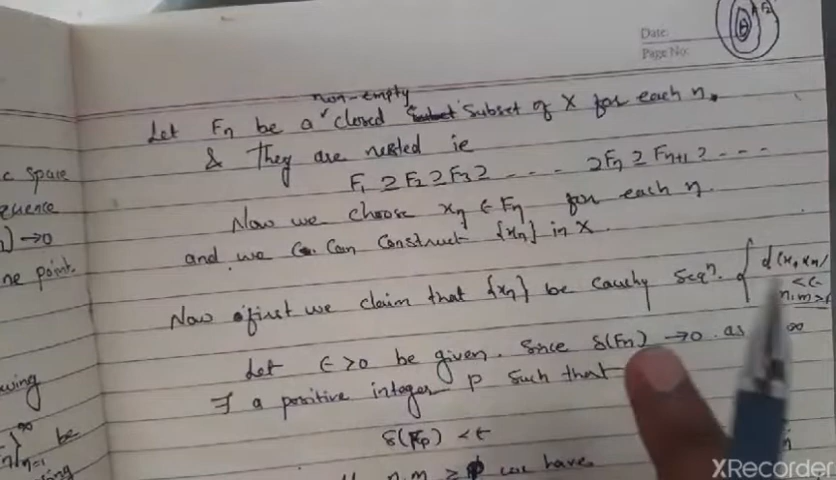 Date:
Page No:
F2
non-empty
Let Fn be a closed subset of X for each n.
& They are nested ie
F1 ⊇ F2 ⊇ F3 ⊇ ---- ⊇ Fn ⊇ Fn+1 ⊇ ---
Now we choose xn ∈ Fn for each n.
and we can construct {xn} in X.
Now first we claim that {xn} be cauchy seqn.
d(xn, xm)
<∈
n,m>
Let ∈ >0 be given. Since δ(Fn) →0 as ∞
∃ a positive integer p such that
δ(Fp) <∈
n,m ≥ p we have
c space
quence
) →0
ne point.
wing
be
XRecorder